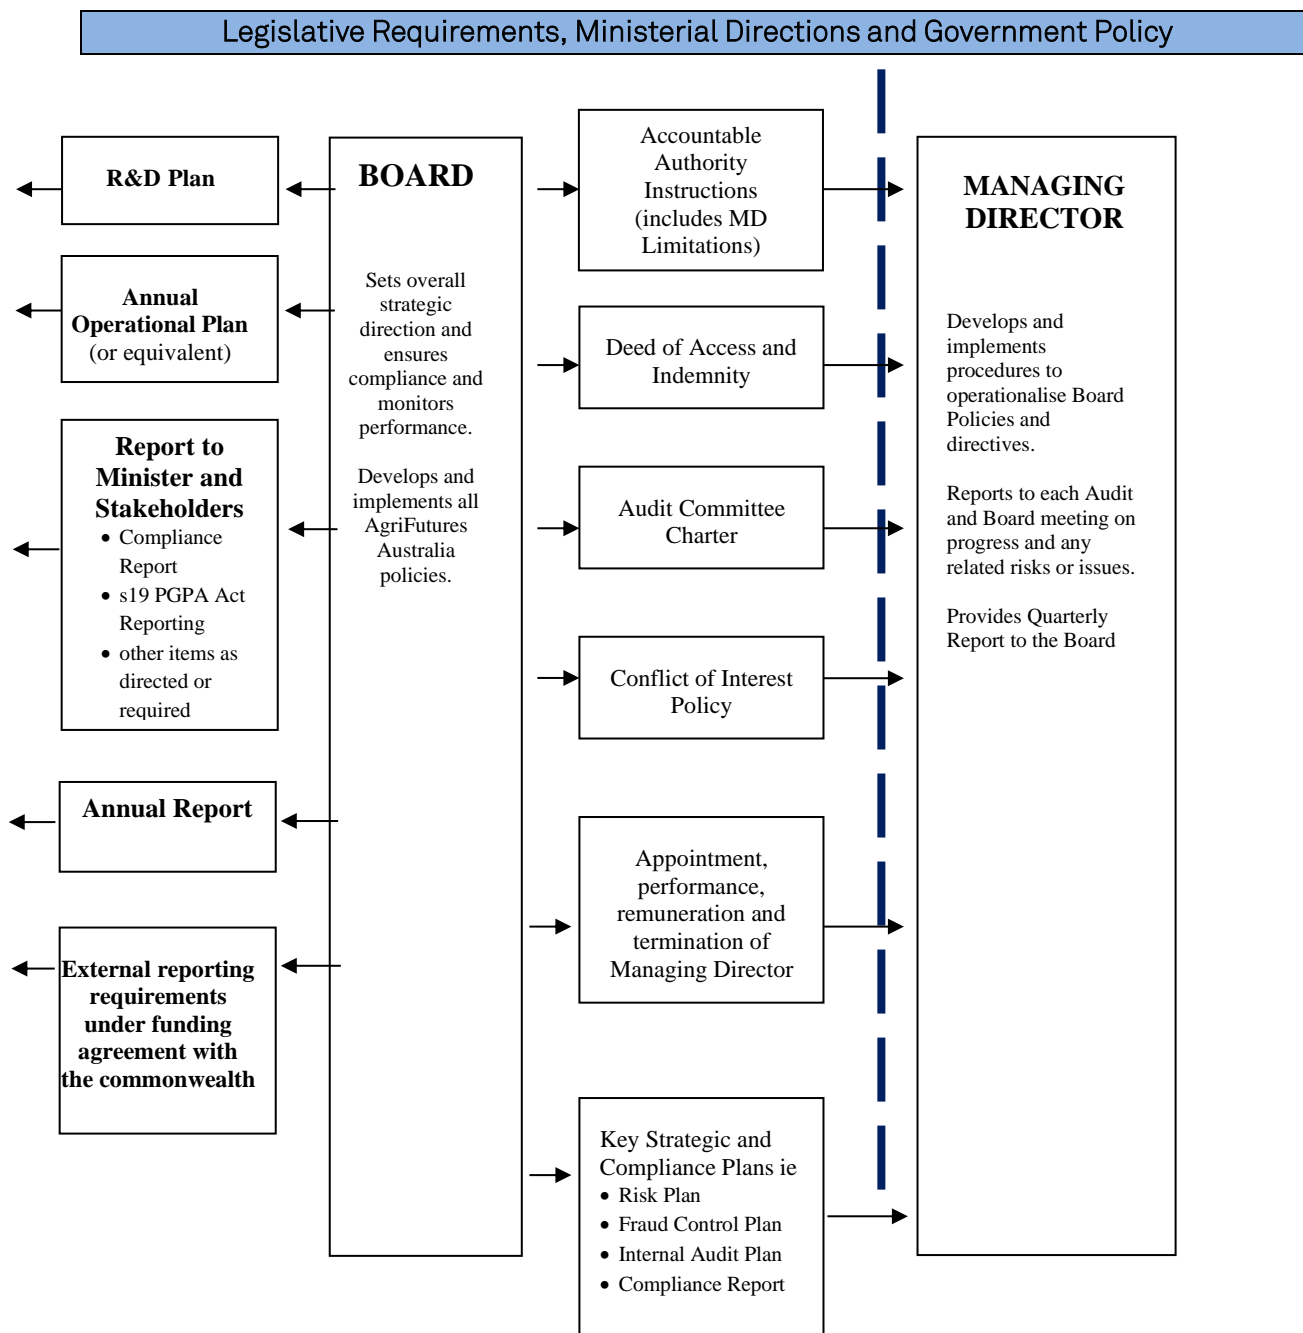 Legislative Requirements, Ministerial Directions and Government Policy
R&D Plan
Annual
Operational Plan
(or equivalent)
Report to
Minister and
Stakeholders
• Compliance
Report
• s19 PGPA Act
Reporting
• other items as
directed or
required
Annual Report
External reporting
requirements
under funding
agreement with
the commonwealth
BOARD
Sets overall
strategic
direction and
ensures
compliance and
monitors
performance.
Develops and
implements all
AgriFutures
Australia
policies.
Accountable
Authority
Instructions
(includes MD
Limitations)
Deed of Access and
Indemnity
Audit Committee
Charter
Conflict of Interest
Policy
Appointment,
performance,
remuneration and
termination of
Managing Director
Key Strategic and
Compliance Plans ie
• Risk Plan
• Fraud Control Plan
• Internal Audit Plan
• Compliance Report
MANAGING
DIRECTOR
Develops and
implements
procedures to
operationalise Board
Policies and
directives.
Reports to each Audit
and Board meeting on
progress and any
related risks or issues.
Provides Quarterly
Report to the Board